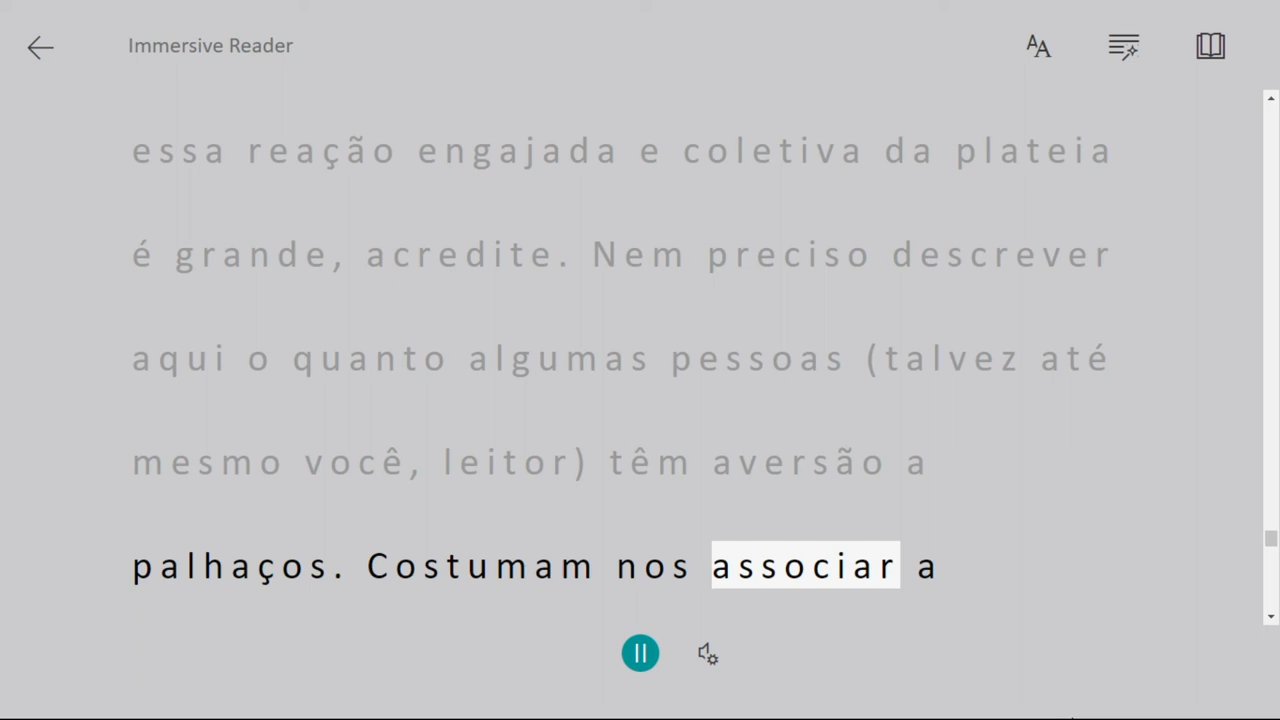 Immersive Reader
essa reação engajada e coletiva da plateia
é grande, acredite. Nem preciso descrever
aqui o quanto algumas pessoas (talvez até
mesmo você, leitor) têm aversão a
palhaços. Costumam nos associar a